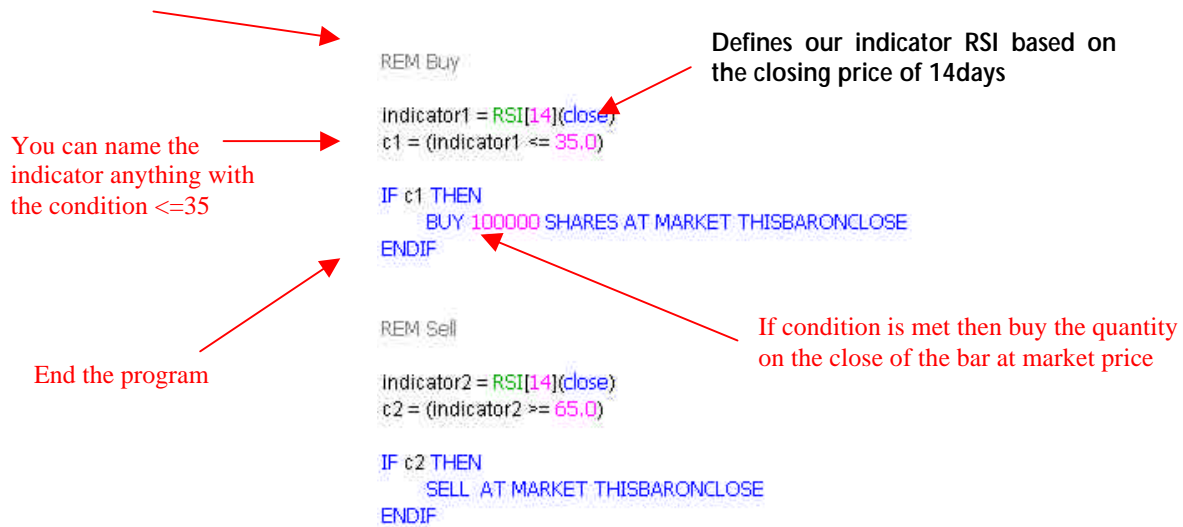 REM Buy
Defines our indicator RSI based on
the closing price of 14days
indicator1 = RSI[14](close)
c1 = (indicator1 <= 35.0)
You can name the
indicator anything with
the condition <=35
IF c1 THEN
BUY 100000 SHARES AT MARKET THISBARONCLOSE
ENDIF
REM Sell
If condition is met then buy the quantity
on the close of the bar at market price
End the program
indicator2 = RSI[14](close)
c2 = (indicator2 >= 65.0)
IF c2 THEN
SELL AT MARKET THISBARONCLOSE
ENDIF